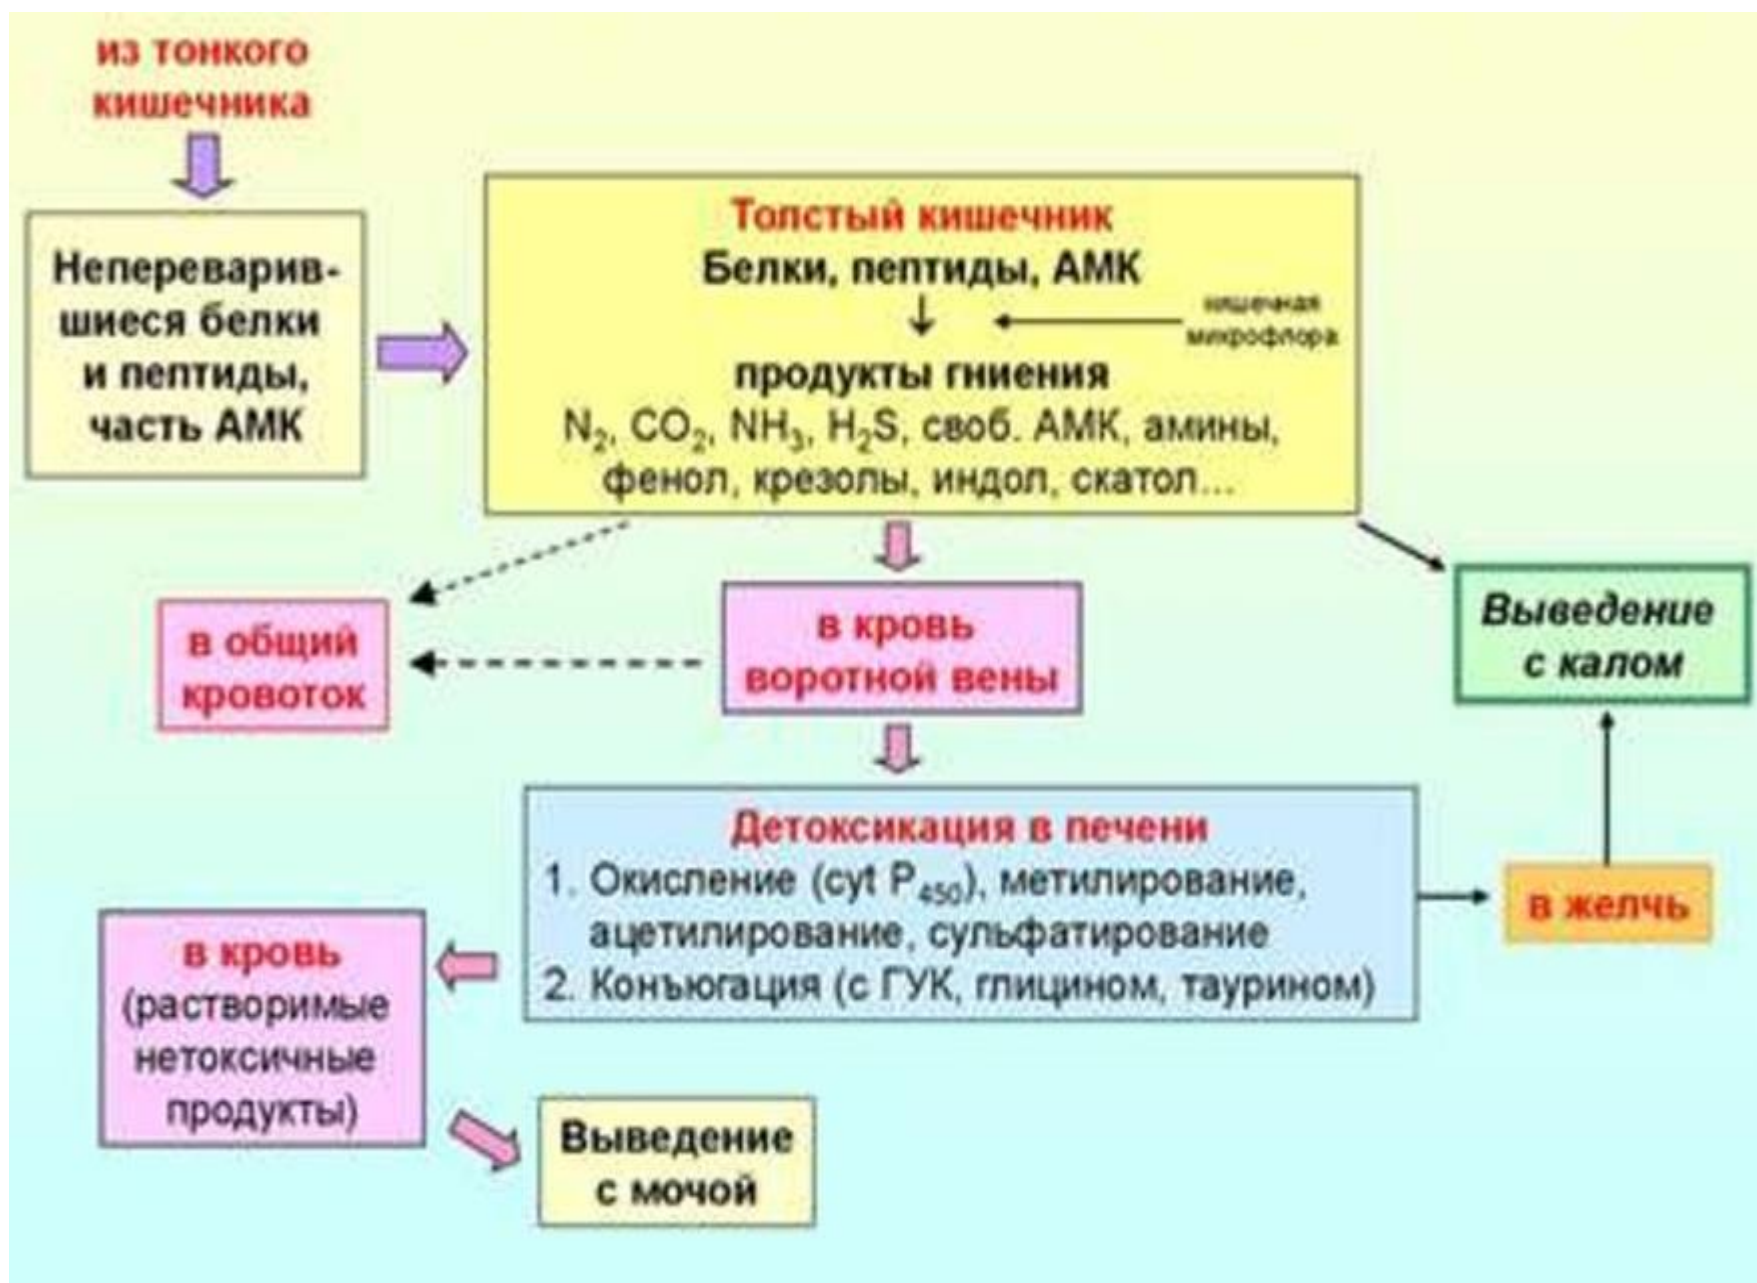 из тонкого
кишечника
Непереварив-
шиеся белки
и пептиды,
часть АМК
Толстый кишечник
Белки, пептиды, АМК
кишечная
микрофлора
продукты гниения
N₂, CO₂, NH₃, H₂S, своб. АМК, амины,
фенол, крезолы, индол, скатол...
в общий
кровоток
в кровь
воротной вены
Выведение
с калом
Детоксикация в печени
1. Окисление (cyt P₄₅₀), метилирование,
ацетилирование, сульфатирование
2. Конъюгация (с ГУК, глицином, таурином)
в желчь
в кровь
(растворимые
нетоксичные
продукты)
Выведение
с мочой